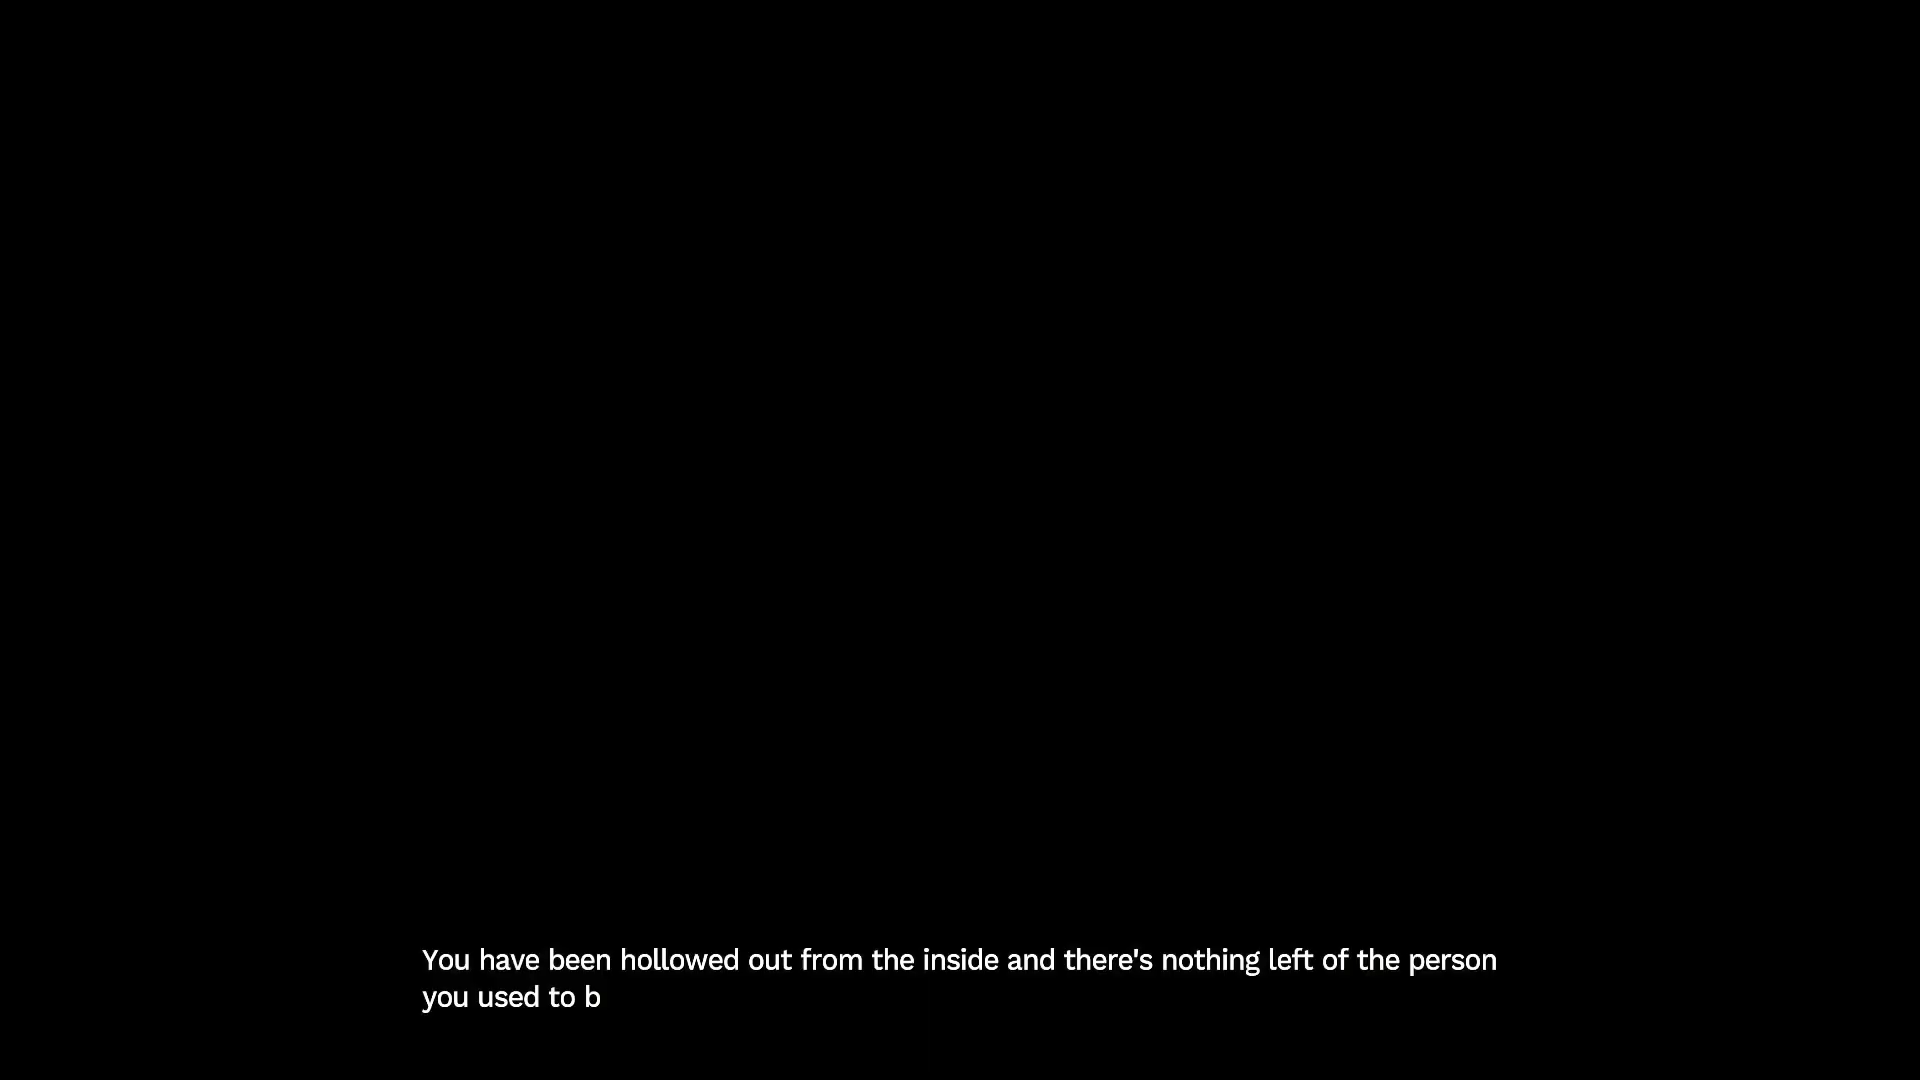 You have been hollowed out from the inside and there's nothing left of the person
you used to b